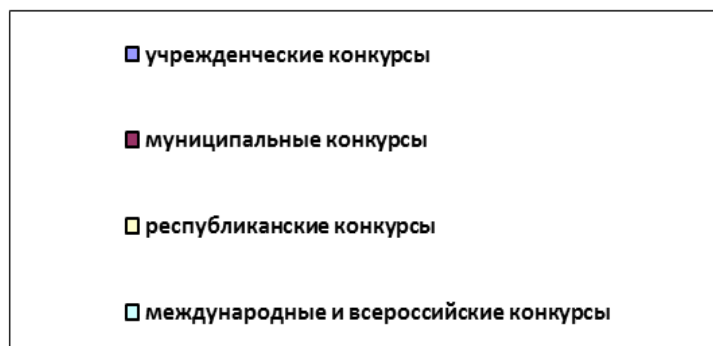 учрежденческие конкурсы
муниципальные конкурсы
республиканские конкурсы
международные и всероссийские конкурсы